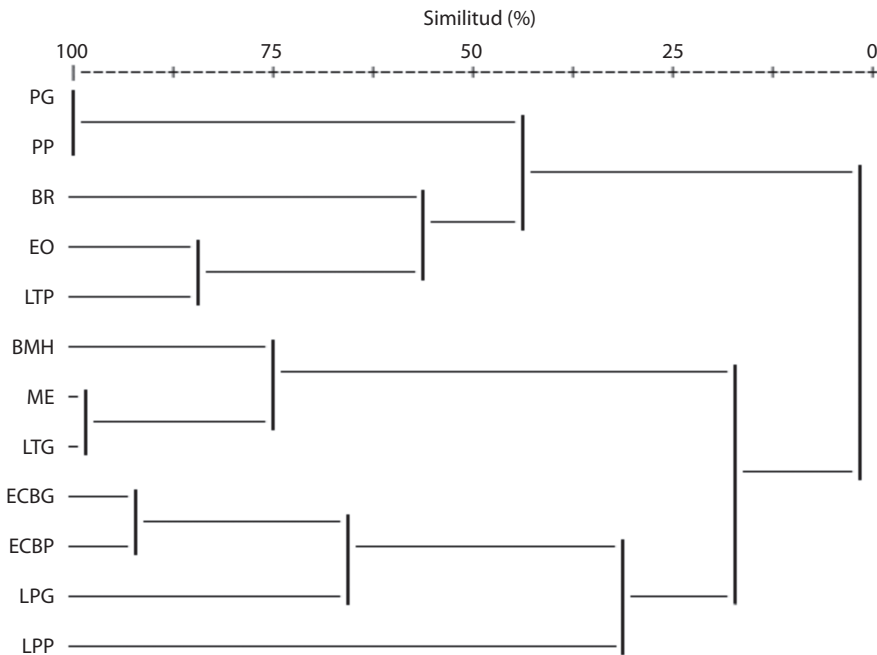 Similitud (%)
100 75 50 25 0
PG
PP
BR
EO
LTP
BMH
ME
LTG
ECBG
ECBP
LPG
LPP